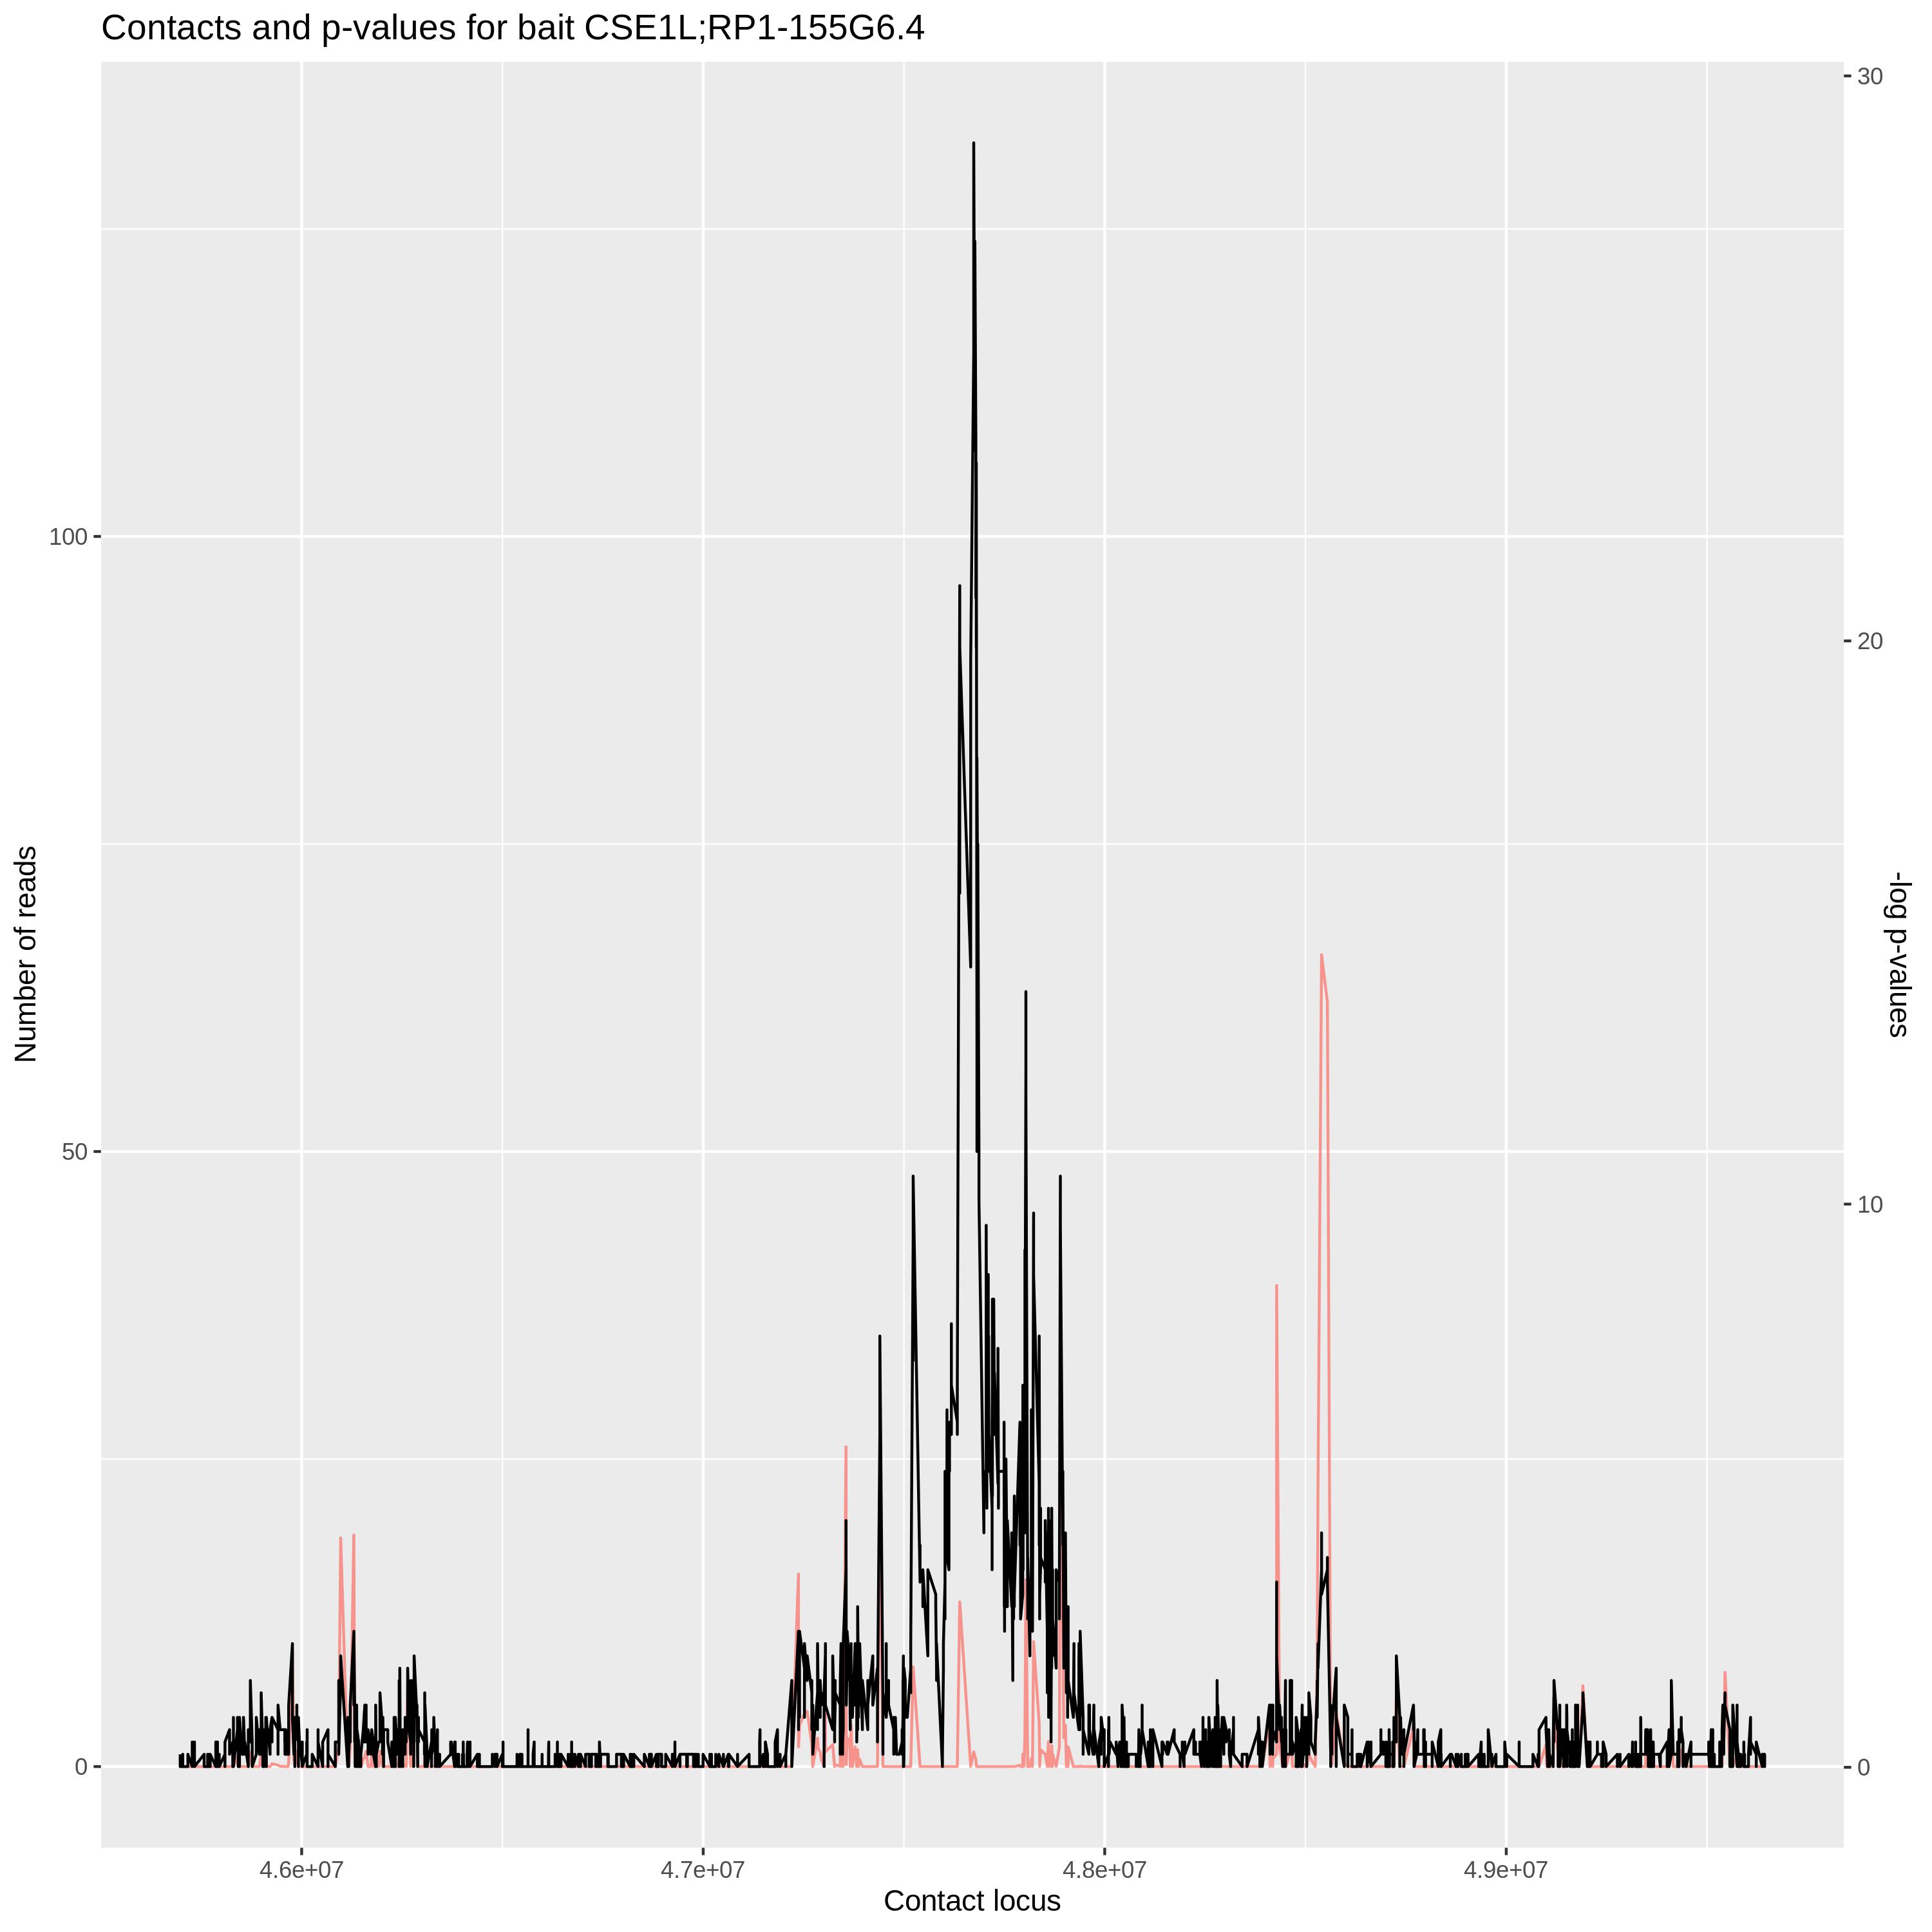 Contacts and p-values for bait CSE1L;RP1-155G6.4
Number of reads
100
50
0
30
20
10
0
-log p-values
4.6e+07
4.7e+07
4.8e+07
4.9e+07
Contact locus